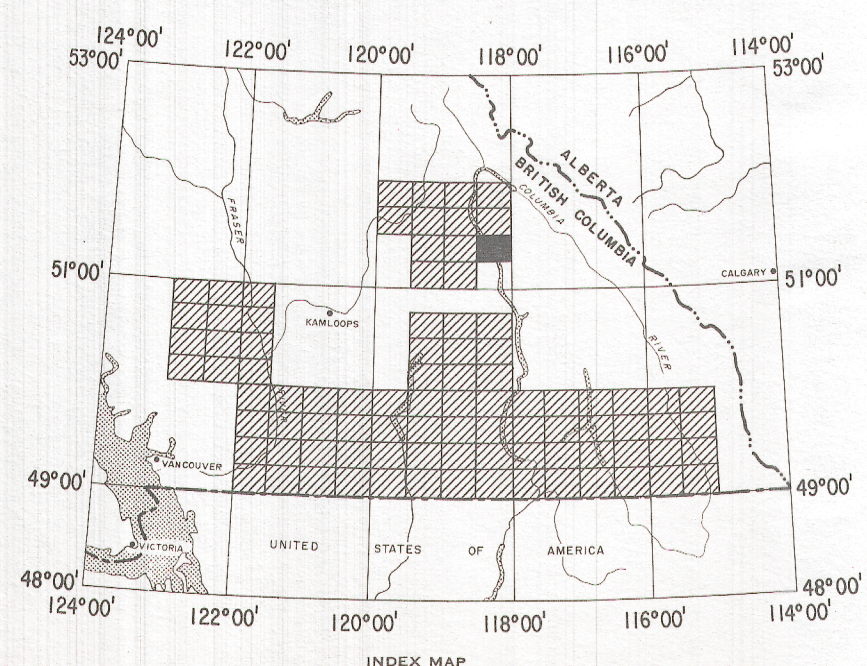 124°00'
122°00'
120°00'
118°00'
116°00'
114°00'
53°00'
53°00'
ALBERTA
BRITISH COLUMBIA
COLUMBIA
FRASER
51°00'
CALGARY
51°00'
KAMLOOPS
RIVER
RIVER
VANCOUVER
49°00'
49°00'
VICTORIA
UNITED STATES OF AMERICA
48°00'
48°00'
124°00'
122°00'
120°00'
118°00'
116°00'
114°00'
INDEX MAP